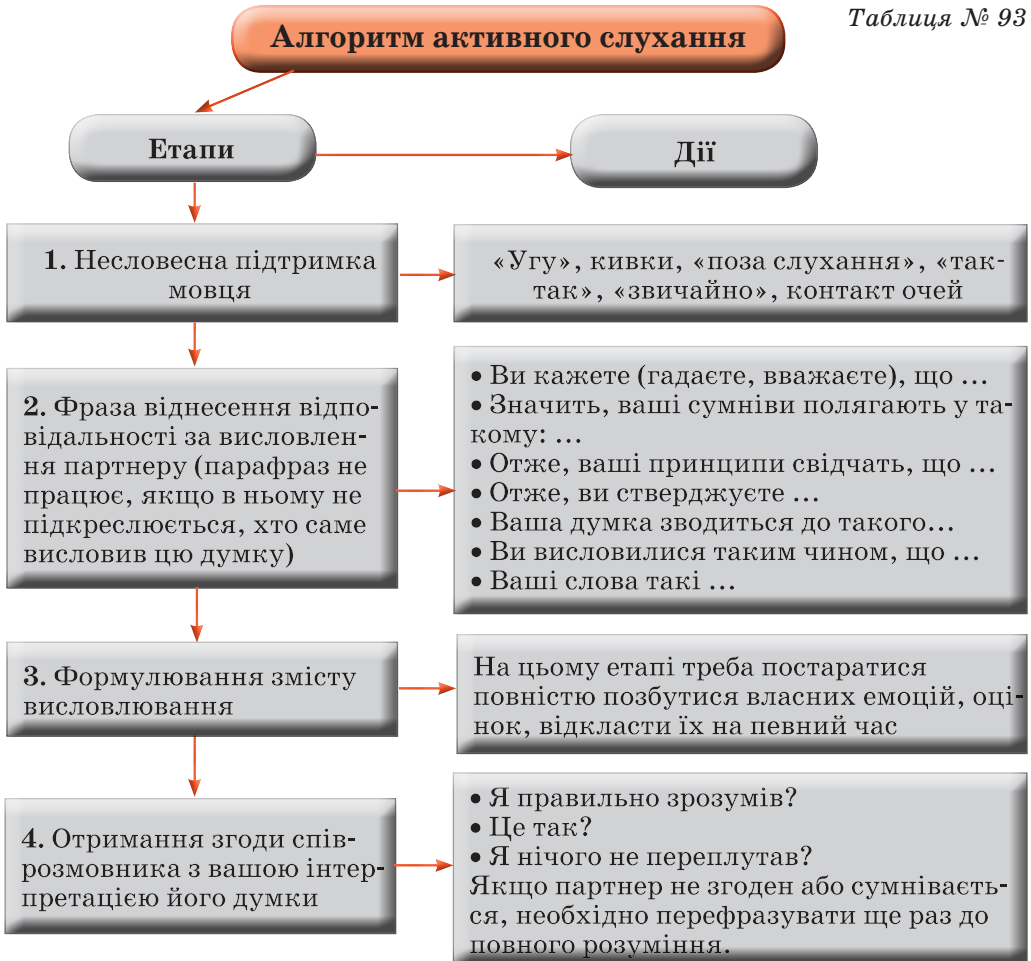 Таблиця № 93
Алгоритм активного слухання
Етапи
Дії
1. Несловесна підтримка
мовця
«Угу», кивки, «поза слухання», «так-
так», «звичайно», контакт очей
2. Фраза віднесення відпо-
відальності за висловлен-
ня партнеру (парафраз не
працює, якщо в ньому не
підкреслюється, хто саме
висловив цю думку)
• Ви кажете (гадаєте, вважаєте), що ...
• Значить, ваші сумніви полягають у та-
кому: ...
• Отже, ваші принципи свідчать, що ...
• Отже, ви стверджуєте ...
• Ваша думка зводиться до такого...
• Ви висловилися таким чином, що ...
• Ваші слова такі ...
3. Формулювання змісту
висловлювання
На цьому етапі треба постаратися
повністю позбутися власних емоцій, оці-
нок, відкласти їх на певний час
4. Отримання згоди спів-
розмовника з вашою інтер-
претацією його думки
• Я правильно зрозумів?
• Це так?
• Я нічого не переплутав?
Якщо партнер не згоден або сумніваєть-
ся, необхідно перефразувати ще раз до
повного розуміння.